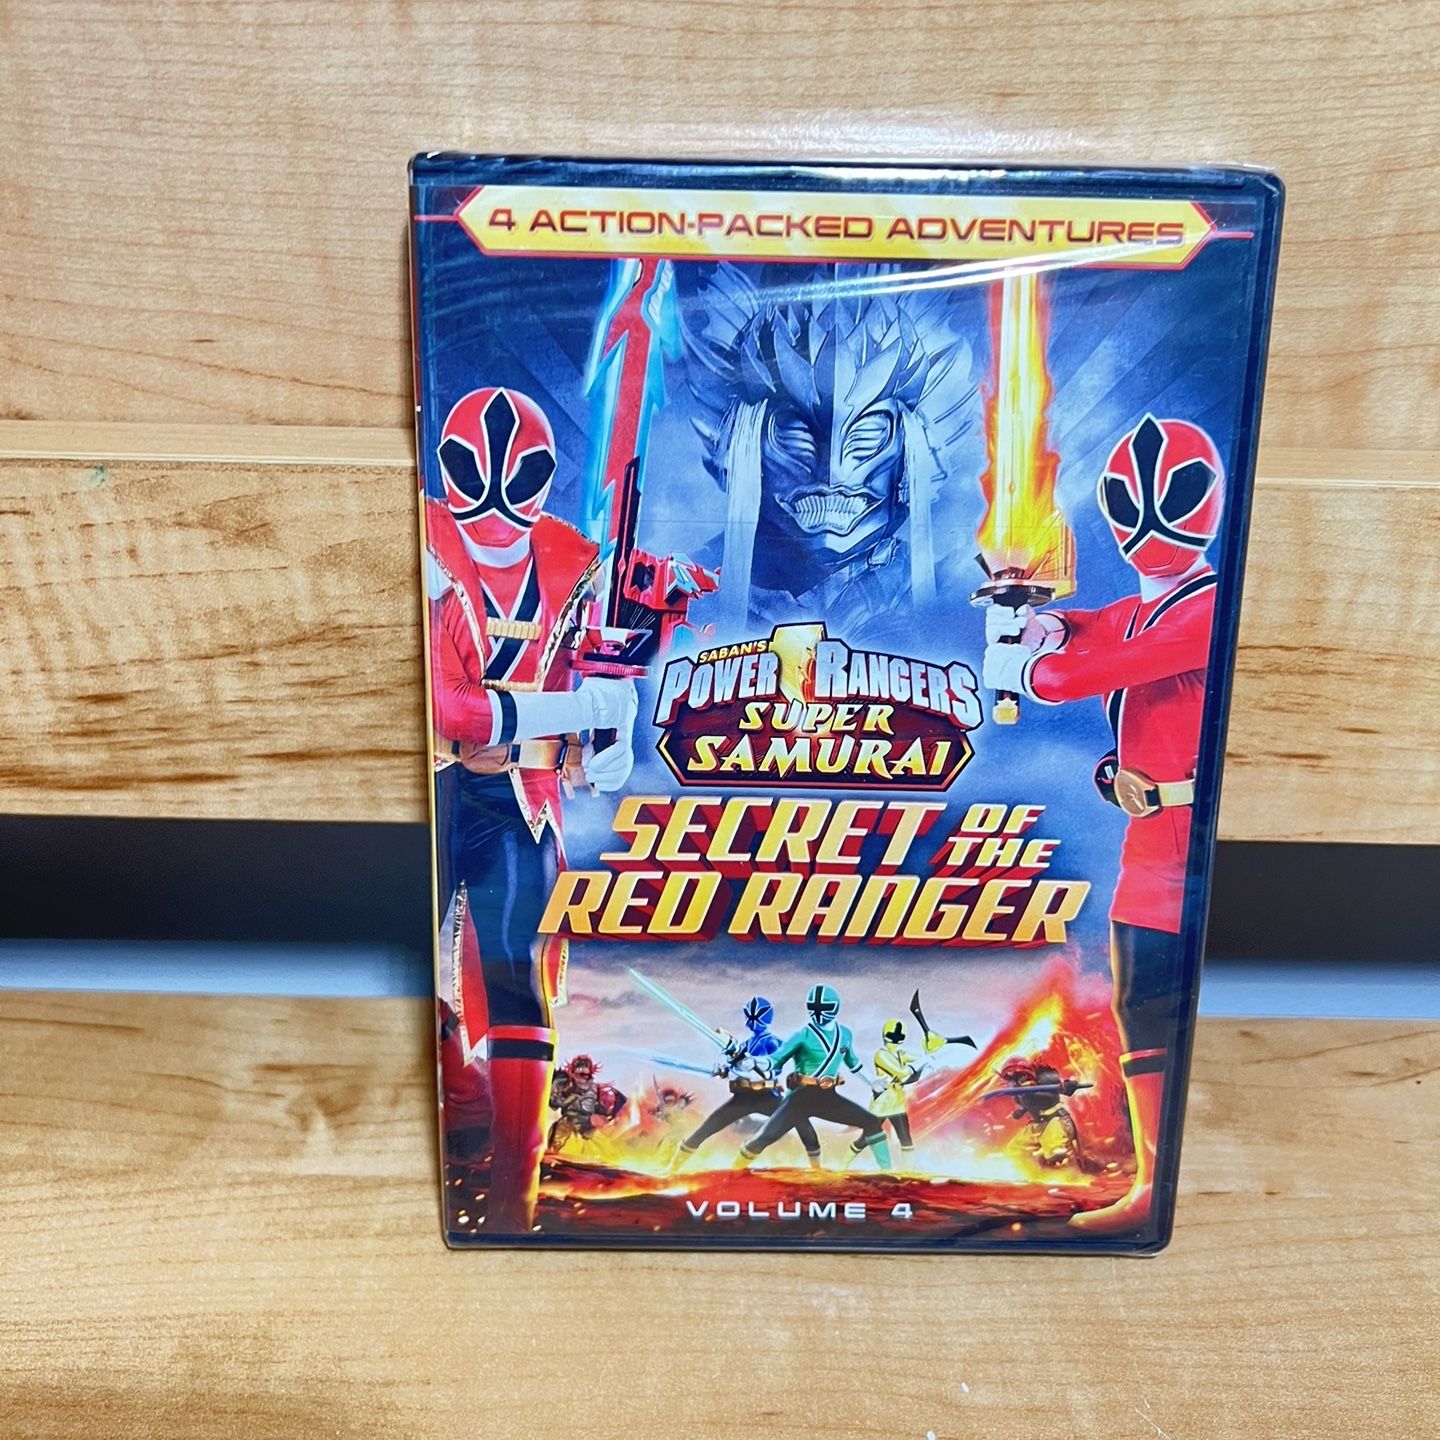 4 ACTION-PACKED ADVENTURES
SABAN'S
POWER RANGERS
SUPER
SAMURAI
SECRET OF THE
RED RANGER
VOLUME 4